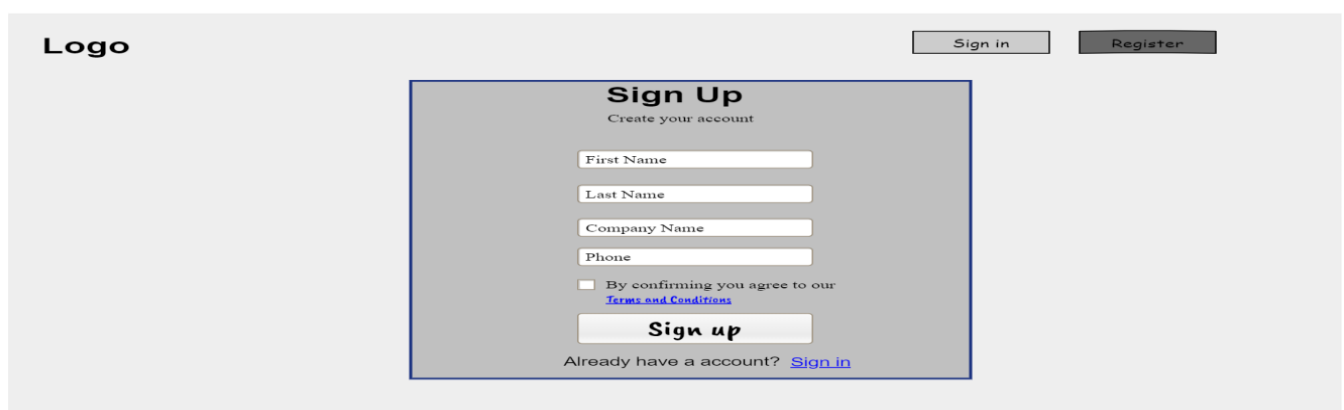 Logo
Sign in
Register
Sign Up
Create your account
First Name
Last Name
Company Name
Phone
By confirming you agree to our
Terms and Conditions
Sign up
Already have a account? Sign in